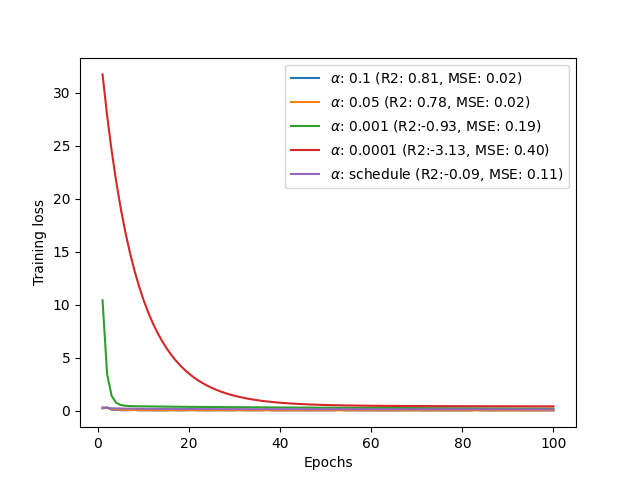 α: 0.1 (R2: 0.81, MSE: 0.02)
α: 0.05 (R2: 0.78, MSE: 0.02)
α: 0.001 (R2:-0.93, MSE: 0.19)
α: 0.0001 (R2:-3.13, MSE: 0.40)
α: schedule (R2:-0.09, MSE: 0.11)
Training loss
30
25
20
15
10
5
0
0 20 40 60 80 100
Epochs